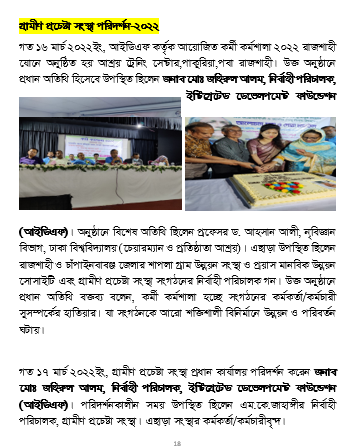 গ্রামীণ প্রচেষ্টা সংস্থা পরিদর্শন-২০২২
গত ১৬ মার্চ ২০২২ইং, আইডিএফ কর্তৃক আয়োজিত কর্মী কর্মশালা ২০২২ রাজশাহী
যোনে অনুষ্ঠিত হয় আশ্রয় ট্রেনিং সেন্টার,পাকুরিয়া,পবা রাজশাহী। উক্ত অনুষ্ঠানে
প্রধান অতিথি হিসেবে উপস্থিত ছিলেন জনাব মোঃ জহিরুল আলম, নির্বাহী পরিচালক,
ইন্টিগ্রেটেড ডেভেলপমেন্ট ফাউন্ডেশন
(আইডিএফ)। অনুষ্ঠানে বিশেষ অতিথি ছিলেন প্রফেসর ড. আহসান আলী, নৃবিজ্ঞান
বিভাগ, ঢাকা বিশ্ববিদ্যালয় (চেয়ারম্যান ও প্রতিষ্ঠাতা আশ্রয়)। এছাড়া উপস্থিত ছিলেন
রাজশাহী ও চাঁপাইনবাবগঞ্জ জেলার শাপলা গ্রাম উন্নয়ন সংস্থা ও প্রয়াস মানবিক উন্নয়ন
সোসাইটি এবং গ্রামীণ প্রচেষ্টা সংস্থা সংগঠনের নির্বাহী পরিচালক গন। উক্ত অনুষ্ঠানে
প্রধান অতিথি বক্তব্য বলেন, কর্মী কর্মশালা হচ্ছে সংগঠনের কর্মকর্তা/কর্মচারী
সুসম্পর্কের হাতিয়ার। যা সংগঠনকে আরো শক্তিশালী বিনির্মানে উন্নয়ন ও পরিবর্তন
ঘটায়।
গত ১৭ মার্চ ২০২২ইং, গ্রামীণ প্রচেষ্টা সংস্থা প্রধান কার্যালয় পরিদর্শন করেন জনাব
মোঃ জহিরুল আলম, নির্বাহী পরিচালক, ইন্টিগ্রেটেড ডেভেলপমেন্ট ফাউন্ডেশন
(আইডিএফ)। পরিদর্শনকালীন সময় উপস্থিত ছিলেন এম.কে.জাহাঙ্গীর নির্বাহী
পরিচালক, গ্রামীণ প্রচেষ্টা সংস্থা। এছাড়া সংস্থার কর্মকর্তা/কর্মচারীবৃন্দ।
18